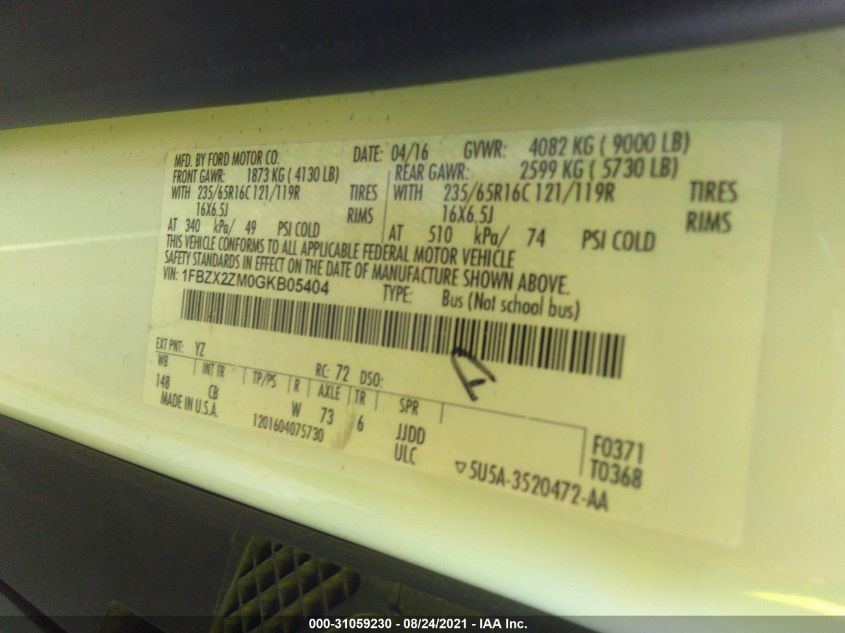 MFD. BY FORD MOTOR CO. DATE: 04/16 GVWR: 4082 KG ( 9000 LB)
FRONT GAWR: 1873 KG ( 4130 LB) REAR GAWR: 2599 KG ( 5730 LB)
WITH 235/65R16C 121/119R TIRES WITH 235/65R16C 121/119R TIRES
16X6.5J RIMS 16X6.5J RIMS
AT 340 kPa/ 49 PSI COLD AT 510 kPa/ 74 PSI COLD
THIS VEHICLE CONFORMS TO ALL APPLICABLE FEDERAL MOTOR VEHICLE
SAFETY STANDARDS IN EFFECT ON THE DATE OF MANUFACTURE SHOWN ABOVE.
VIN: 1FBZX2ZM0GKB05404 TYPE: Bus (Not school bus)
EXT PNT: YZ RC: 72 DSO:
WB INT TR TP/PS R AXLE TR SPR
148 CB W 73 6 JJDD
ULC
MADE IN U.S.A. 1201604075730
F0371
T0368
▽5U5A-3520472-AA
A
000-31059230 - 08/24/2021 - IAA Inc.